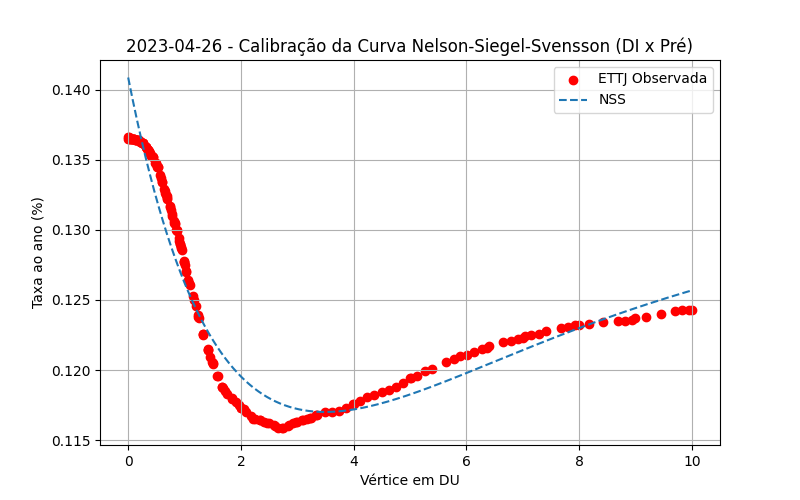 2023-04-26 - Calibração da Curva Nelson-Siegel-Svensson (DI x Pré)
ETTJ Observada
NSS
Taxa ao ano (%)
0.140
0.135
0.130
0.125
0.120
0.115
0 2 4 6 8 10
Vértice em DU